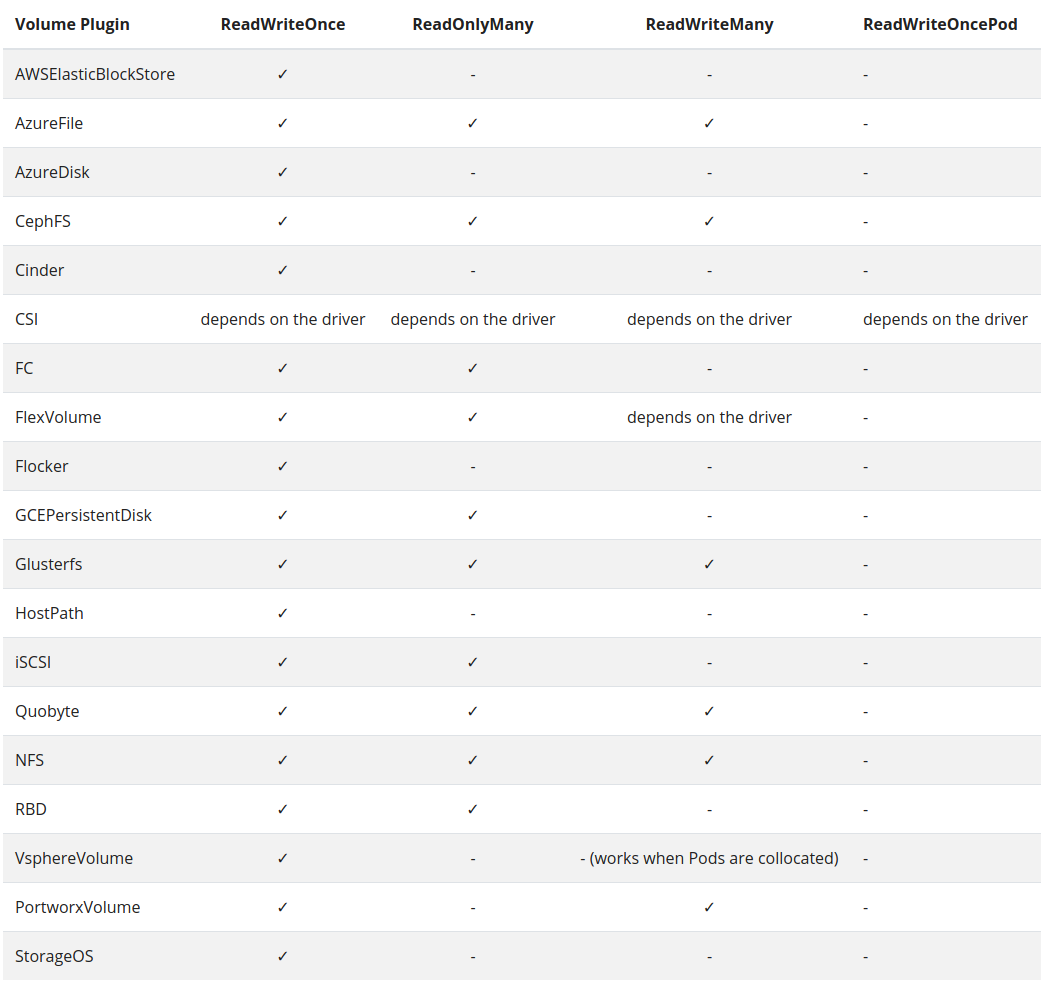 Volume Plugin ReadWriteOnce ReadOnlyMany ReadWriteMany ReadWriteOncePod
AWSElasticBlockStore ✓ - - -
AzureFile ✓ ✓ ✓ -
AzureDisk ✓ - - -
CephFS ✓ ✓ ✓ -
Cinder ✓ - - -
CSI depends on the driver depends on the driver depends on the driver depends on the driver
FC ✓ ✓ - -
FlexVolume ✓ ✓ depends on the driver -
Flocker ✓ - - -
GCEPersistentDisk ✓ ✓ - -
Glusterfs ✓ ✓ ✓ -
HostPath ✓ - - -
iSCSI ✓ ✓ - -
Quobyte ✓ ✓ ✓ -
NFS ✓ ✓ ✓ -
RBD ✓ ✓ - -
VsphereVolume ✓ - - (works when Pods are collocated) -
PortworxVolume ✓ - ✓ -
StorageOS ✓ - - -